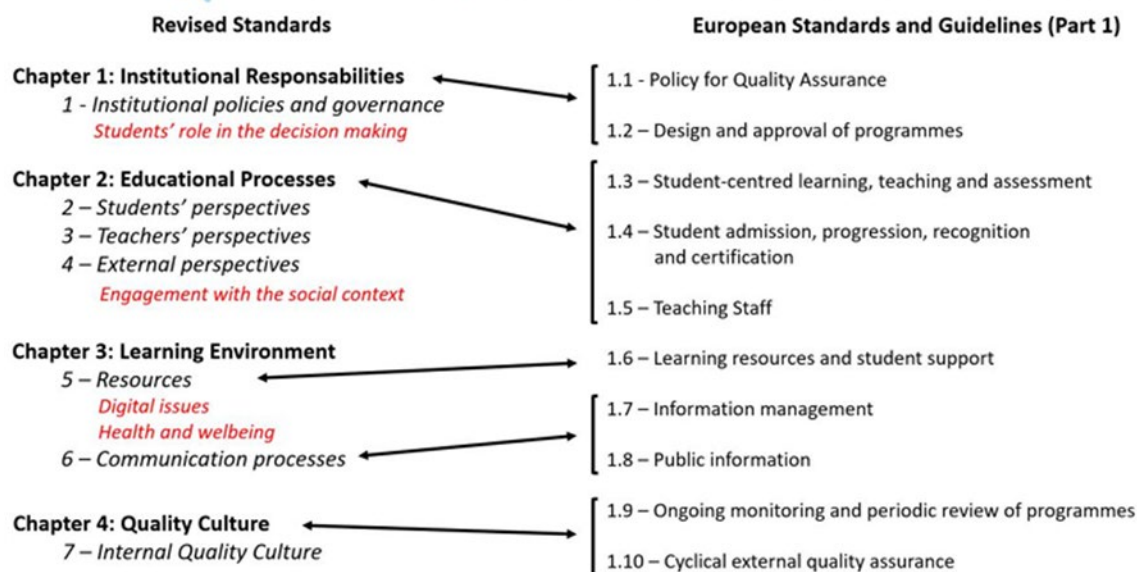 Revised Standards
Chapter 1: Institutional Responsabilities
1 - Institutional policies and governance
Students' role in the decision making
Chapter 2: Educational Processes
2 – Students' perspectives
3 – Teachers' perspectives
4 – External perspectives
Engagement with the social context
Chapter 3: Learning Environment
5 – Resources
Digital issues
Health and welbeing
6 – Communication processes
Chapter 4: Quality Culture
7 – Internal Quality Culture
European Standards and Guidelines (Part 1)
1.1 - Policy for Quality Assurance
1.2 – Design and approval of programmes
1.3 – Student-centred learning, teaching and assessment
1.4 – Student admission, progression, recognition
and certification
1.5 – Teaching Staff
1.6 – Learning resources and student support
1.7 – Information management
1.8 – Public information
1.9 – Ongoing monitoring and periodic review of programmes
1.10 – Cyclical external quality assurance